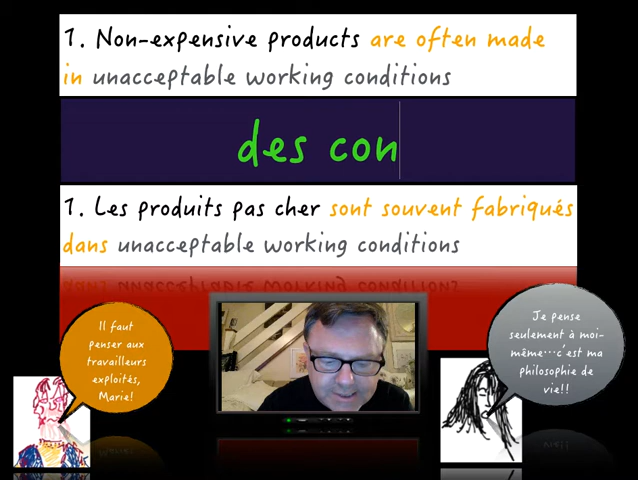 1. Non-expensive products are often made
in unacceptable working conditions
des con
1. Les produits pas cher sont souvent fabriqués
dans unacceptable working conditions
Il faut
penser aux
travailleurs
exploités,
Marie!
Je pense
seulement à moi-
même...c'est ma
philosophie de
vie!!